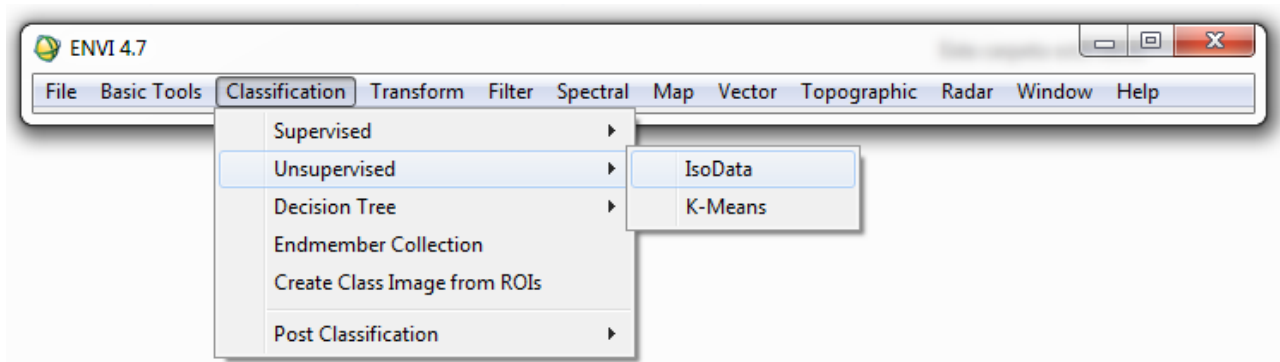 ENVI 4.7
File Basic Tools Classification Transform Filter Spectral Map Vector Topographic Radar Window Help
Supervised
Unsupervised
IsoData
K-Means
Decision Tree
Endmember Collection
Create Class Image from ROIs
Post Classification